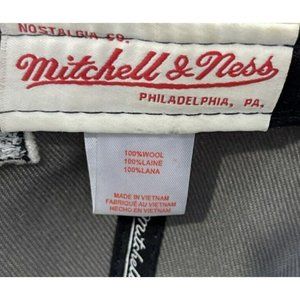 NOSTALGIA CO.
Mitchell & Ness
PHILADELPHIA, PA.
100%WOOL
100%LAINE
100%LANA
MADE IN VIETNAM
FABRIQUÉ AU VIETNAM
HECHO EN VIETNAM
mitchell